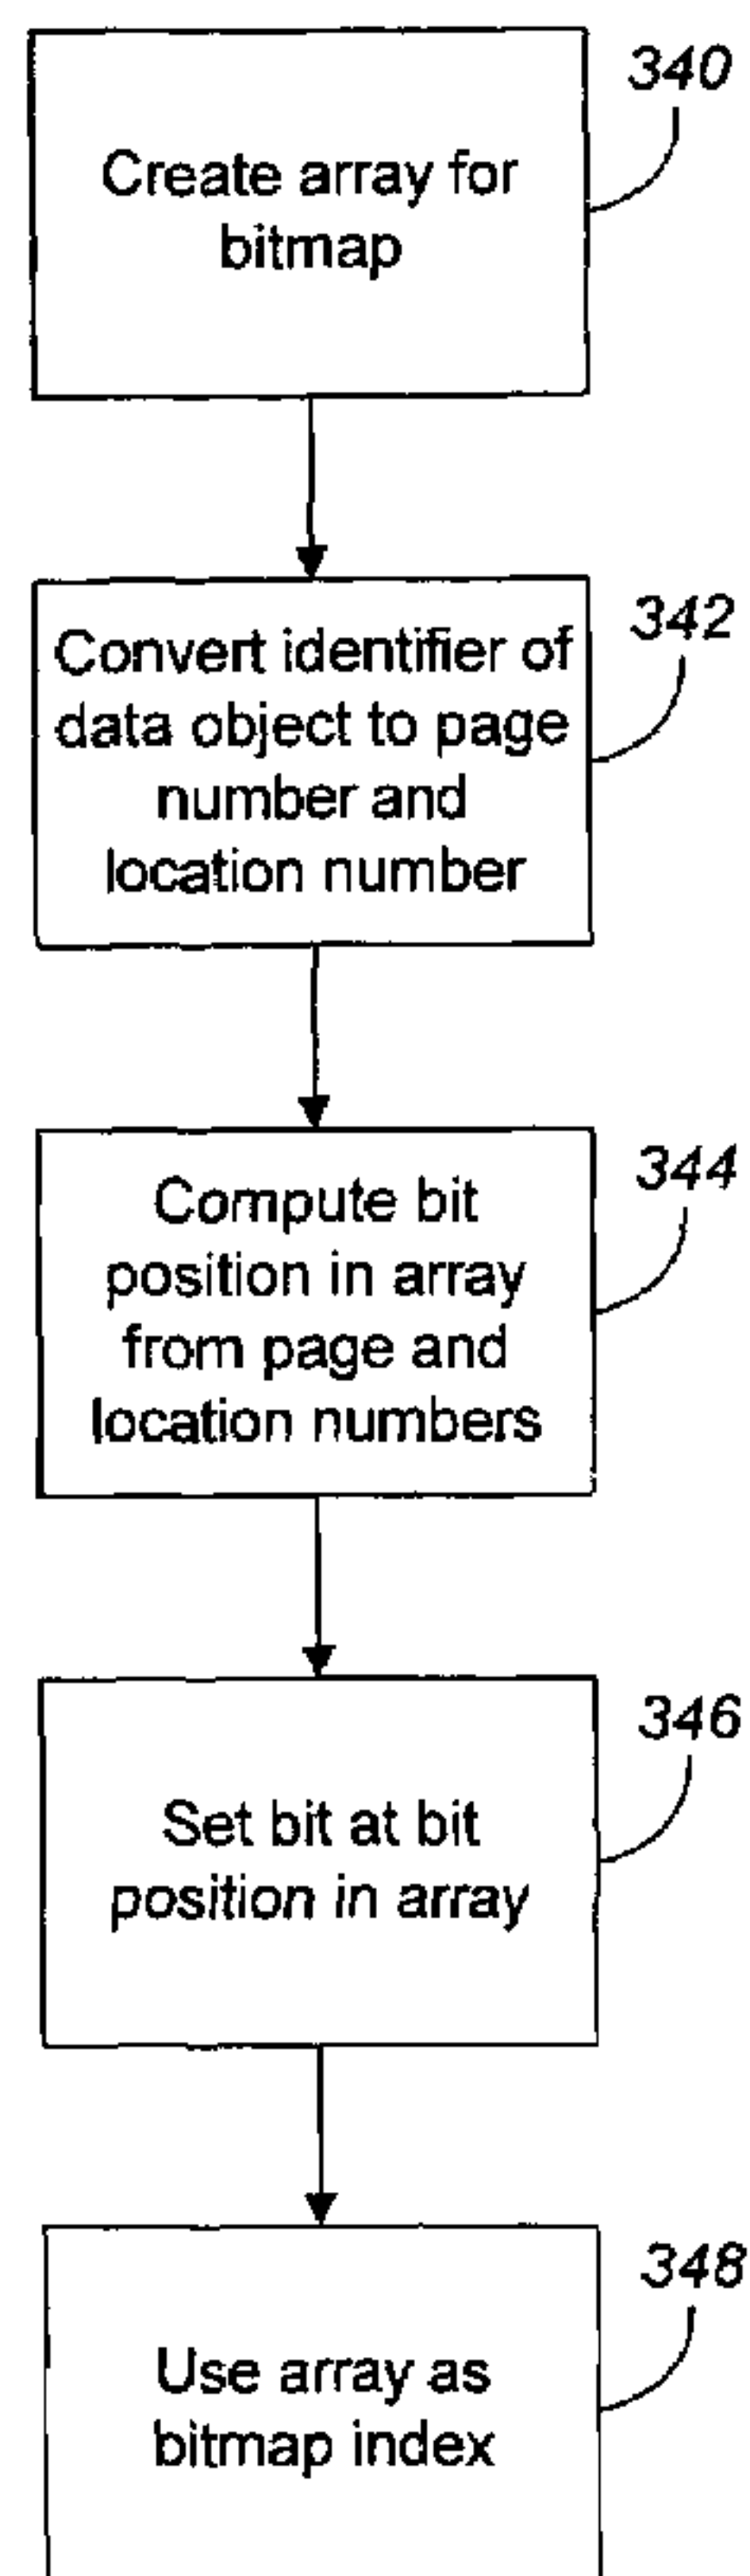 340
Create array for
bitmap
342
Convert identifier of
data object to page
number and
location number
344
Compute bit
position in array
from page and
location numbers
346
Set bit at bit
position in array
348
Use array as
bitmap index